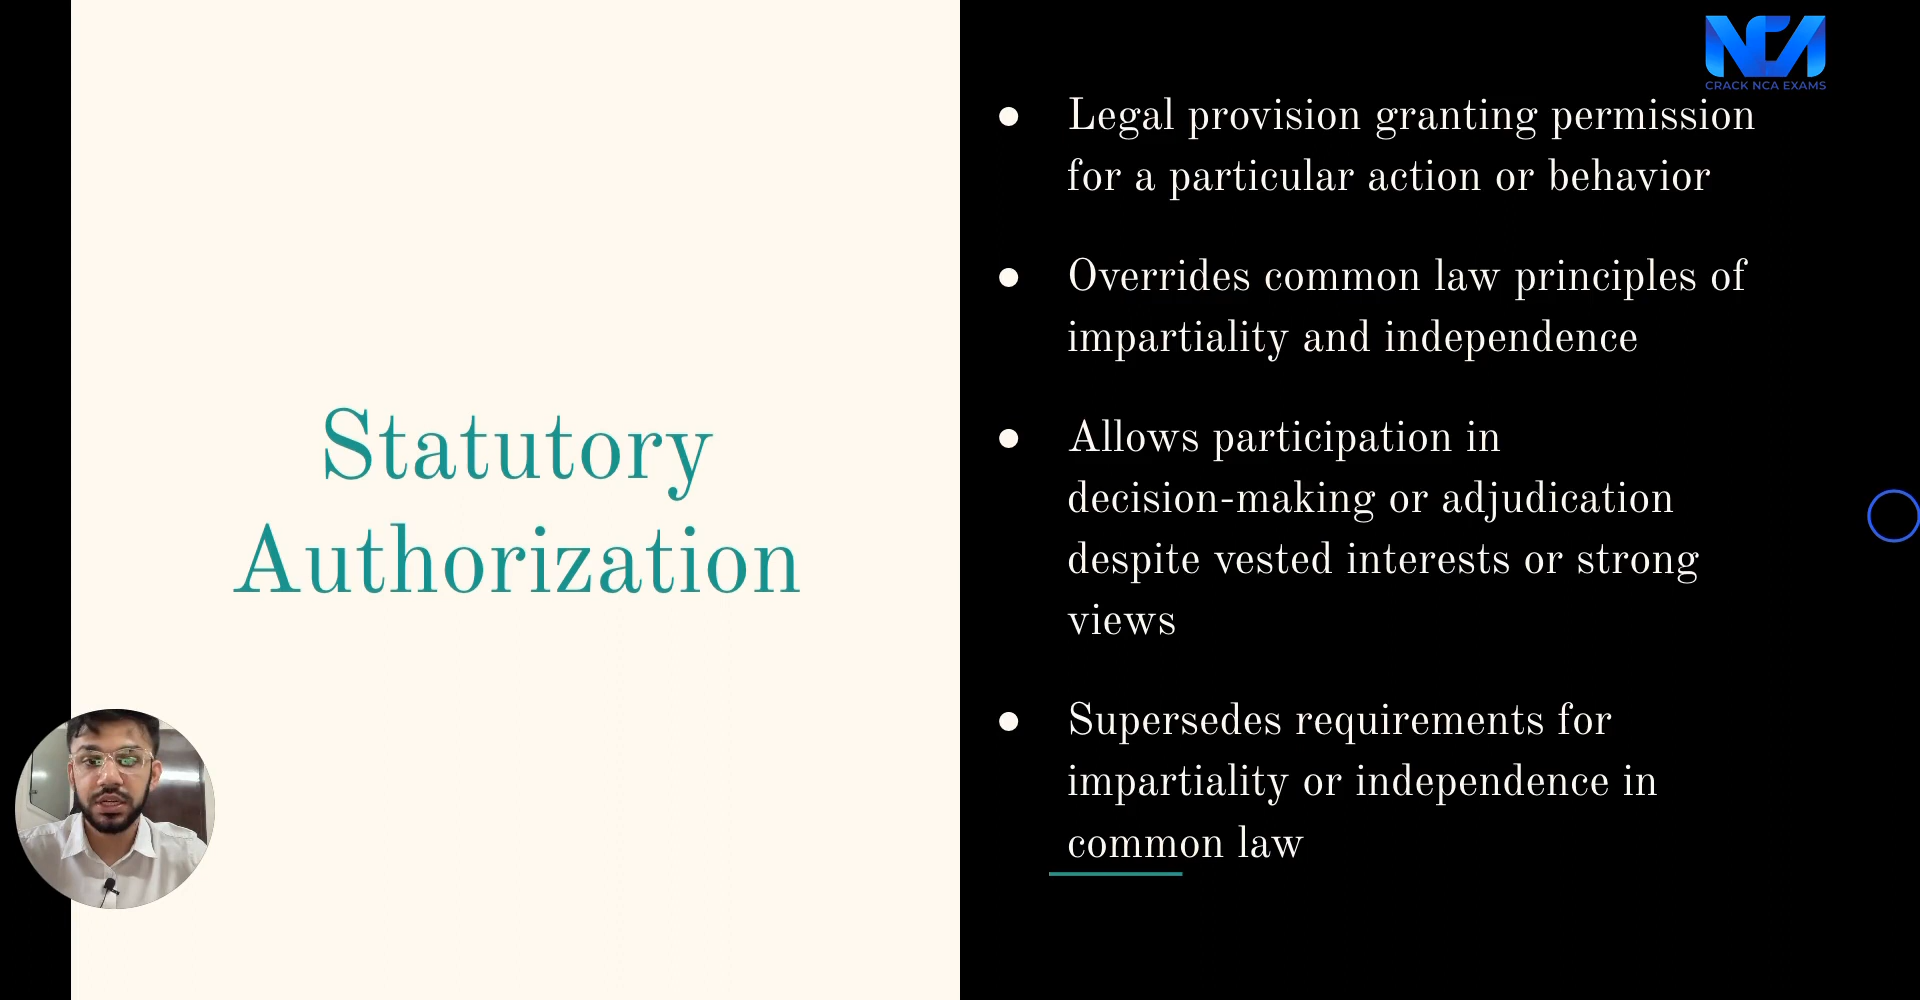 Statutory
Authorization
NCA
CRACK NCA EXAMS
● Legal provision granting permission
for a particular action or behavior
● Overrides common law principles of
impartiality and independence
● Allows participation in
decision-making or adjudication
despite vested interests or strong
views
● Supersedes requirements for
impartiality or independence in
common law